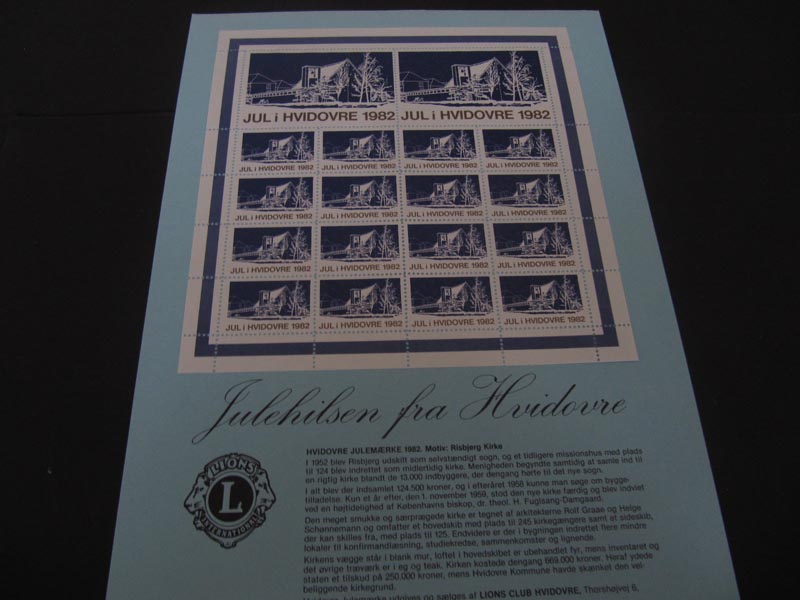 JUL i HVIDOVRE 1982 JUL i HVIDOVRE 1982
JUL i HVIDOVRE 1982 JUL i HVIDOVRE 1982 JUL i HVIDOVRE 1982 JUL i HVIDOVRE 1982
JUL i HVIDOVRE 1982 JUL i HVIDOVRE 1982 JUL i HVIDOVRE 1982 JUL i HVIDOVRE 1982
JUL i HVIDOVRE 1982 JUL i HVIDOVRE 1982 JUL i HVIDOVRE 1982 JUL i HVIDOVRE 1982
JUL i HVIDOVRE 1982 JUL i HVIDOVRE 1982 JUL i HVIDOVRE 1982 JUL i HVIDOVRE 1982
Julehilsen fra Hvidovre
LIONS
L
INTERNATIONAL
HVIDOVRE JULEMÆRKE 1982. Motiv: Risbjerg Kirke
I 1952 blev Risbjerg udskilt som selvstændigt sogn, og et tidligere missionshus med plads
til 124 blev indrettet som midlertidig kirke. Menigheden begyndte samtidig at samle ind til
en rigtig kirke blandt de 13.000 indbyggere, der dengang hørte til det nye sogn.
I alt blev der indsamlet 124.500 kroner, og i efteråret 1958 kunne man søge om bygge-
tilladelse. Kun et år efter, den 1. november 1959, stod den nye kirke færdig og blev indviet
ved en højtidelighed af Københavns biskop, dr. theol. H. Fuglsang-Damgaard.
Den meget smukke og særprægede kirke er tegnet af arkitekterne Rolf Graae og Helge
Schønnemann og omfatter et hovedskib med plads til 245 kirkegængere samt et sideskib,
der kan skilles fra, med plads til 125. Endvidere er der i bygningen indrettet flere mindre
lokaler til konfirmandlæsning, studiekredse, sammenkomster og lignende.
Kirkens vægge står i blank mur, loftet i hovedskibet er ubehandlet fyr, mens inventaret og
det øvrige træværk er i eg og teak. Kirken kostede dengang 669.000 kroner. Heraf ydede
staten et tilskud på 250.000 kroner, mens Hvidovre Kommune havde skænket den vel-
beliggende kirkegrund.
Hvidovre Julemærke udgives og sælges af LIONS CLUB HVIDOVRE, Thorshøjvej 6,